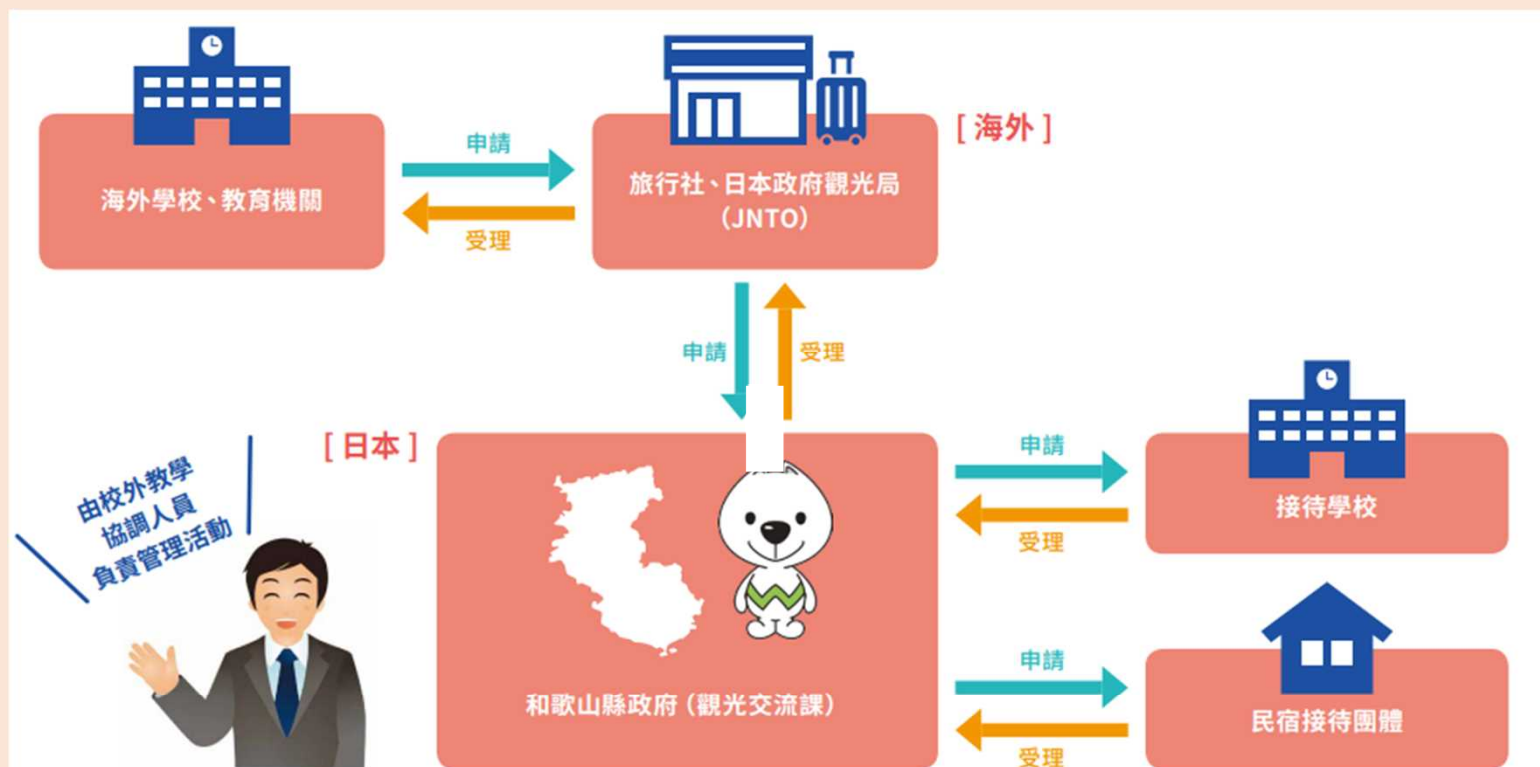 [ 海外 ]
申請
海外學校、教育機關
旅行社、日本政府觀光局
（JNTO）
受理
申請
受理
[ 日本 ]
由校外教學
協調人員
負責管理活動
申請
接待學校
受理
申請
和歌山縣政府（觀光交流課）
民宿接待團體
受理